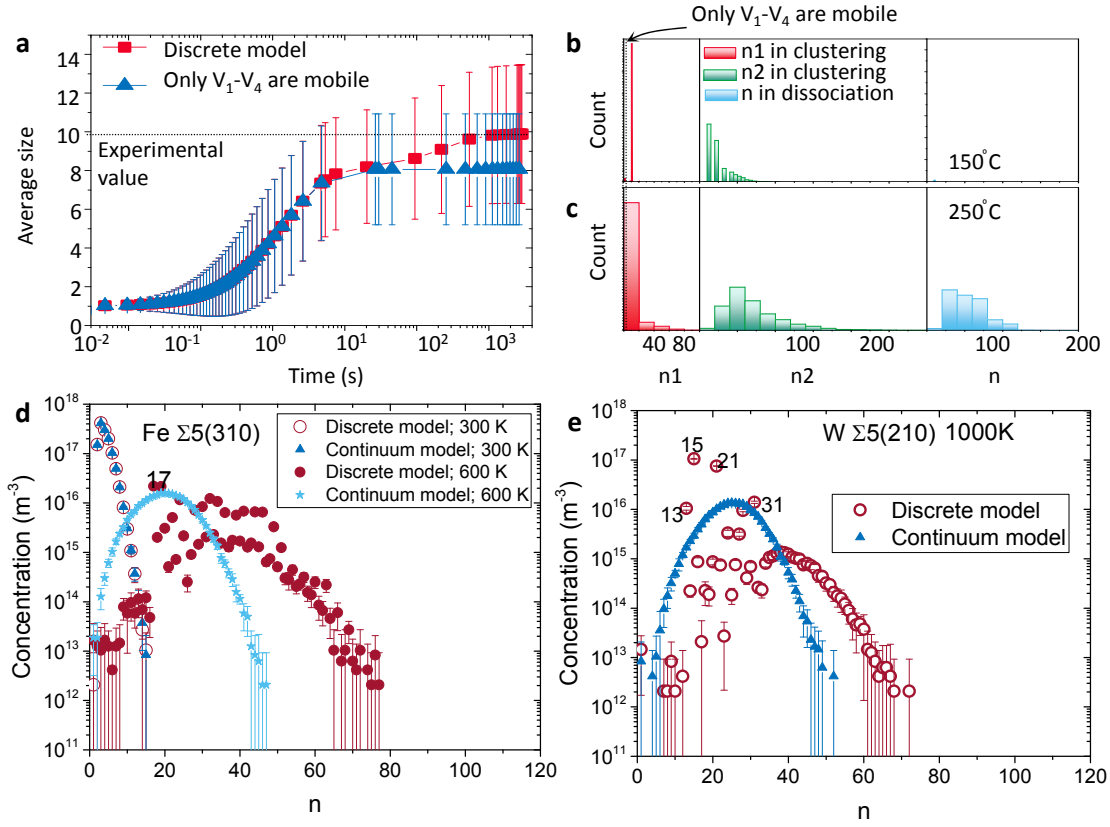 Only V₁-V₄ are mobile
a
Discrete model
Only V₁-V₄ are mobile
Experimental
value
14
12
10
8
6
4
2
0
Average size
10⁻²
10⁻¹
10⁰
10¹
10²
10³
Time (s)
b
n1 in clustering
n2 in clustering
n in dissociation
Count
150°C
c
250°C
Count
40 80
100 200
100 200
n1
n2
n
d
Fe Σ5(310)
Discrete model; 300 K
Continuum model; 300 K
Discrete model; 600 K
Continuum model; 600 K
17
10¹⁸
10¹⁷
10¹⁶
10¹⁵
10¹⁴
10¹³
10¹²
10¹¹
Concentration (m⁻³)
0 20 40 60 80 100 120
n
e
W Σ5(210) 1000K
15
21
13
31
Discrete model
Continuum model
10¹⁸
10¹⁷
10¹⁶
10¹⁵
10¹⁴
10¹³
10¹²
10¹¹
Concentration (m⁻³)
0 20 40 60 80 100 120
n